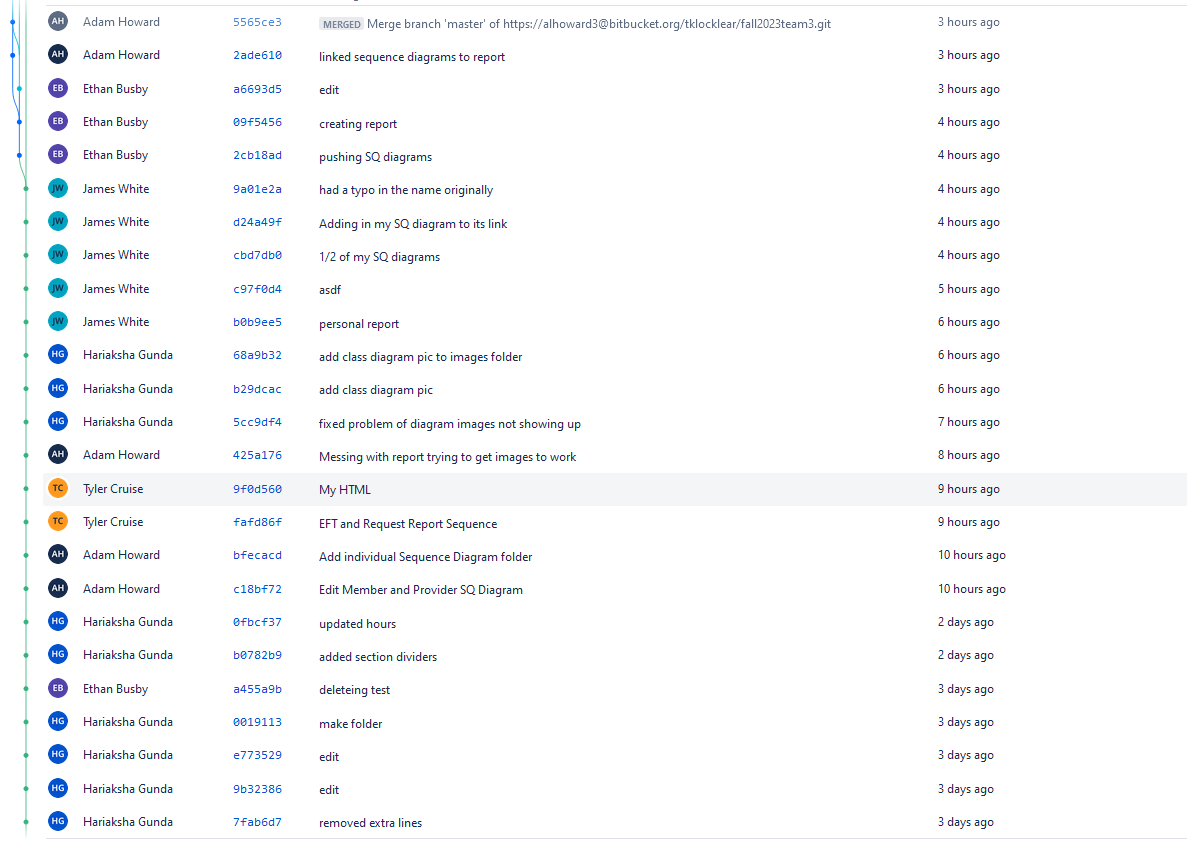 AH Adam Howard 5565ce3 MERGED Merge branch 'master' of https://alhoward3@bitbucket.org/tklocklear/fall2023team3.git 3 hours ago
AH Adam Howard 2ade610 linked sequence diagrams to report 3 hours ago
EB Ethan Busby a6693d5 edit 3 hours ago
EB Ethan Busby 09f5456 creating report 4 hours ago
EB Ethan Busby 2cb18ad pushing SQ diagrams 4 hours ago
JW James White 9a01e2a had a typo in the name originally 4 hours ago
JW James White d24a49f Adding in my SQ diagram to its link 4 hours ago
JW James White cbd7db0 1/2 of my SQ diagrams 4 hours ago
JW James White c97f0d4 asdf 5 hours ago
JW James White b0b9ee5 personal report 6 hours ago
HG Hariaksha Gunda 68a9b32 add class diagram pic to images folder 6 hours ago
HG Hariaksha Gunda b29dcac add class diagram pic 6 hours ago
HG Hariaksha Gunda 5cc9df4 fixed problem of diagram images not showing up 7 hours ago
AH Adam Howard 425a176 Messing with report trying to get images to work 8 hours ago
TC Tyler Cruise 9f0d560 My HTML 9 hours ago
TC Tyler Cruise fafd86f EFT and Request Report Sequence 9 hours ago
AH Adam Howard bfecacd Add individual Sequence Diagram folder 10 hours ago
AH Adam Howard c18bf72 Edit Member and Provider SQ Diagram 10 hours ago
HG Hariaksha Gunda 0fbcf37 updated hours 2 days ago
HG Hariaksha Gunda b0782b9 added section dividers 2 days ago
EB Ethan Busby a455a9b deleteing test 3 days ago
HG Hariaksha Gunda 0019113 make folder 3 days ago
HG Hariaksha Gunda e773529 edit 3 days ago
HG Hariaksha Gunda 9b32386 edit 3 days ago
HG Hariaksha Gunda 7fab6d7 removed extra lines 3 days ago